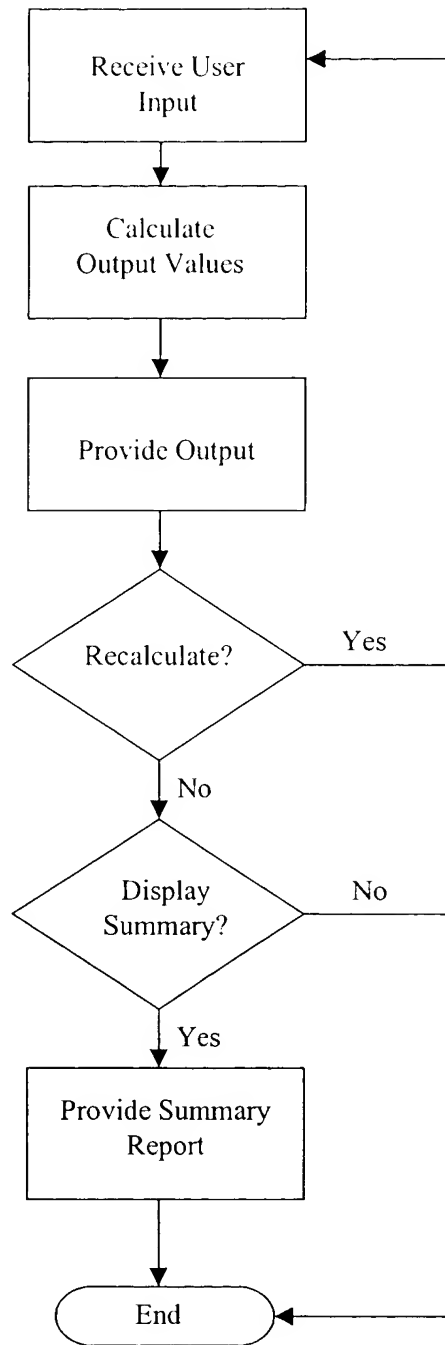 Receive User
Input
Calculate
Output Values
Provide Output
Recalculate?
Yes
No
Display
Summary?
No
Yes
Provide Summary
Report
End